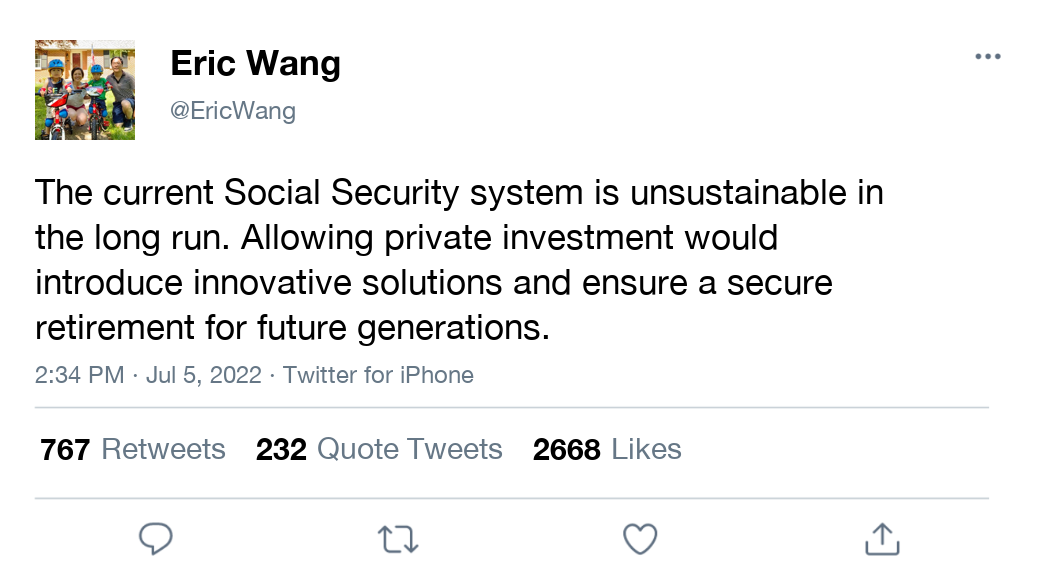 Eric Wang
@EricWang
The current Social Security system is unsustainable in
the long run. Allowing private investment would
introduce innovative solutions and ensure a secure
retirement for future generations.
2:34 PM · Jul 5, 2022 · Twitter for iPhone
767 Retweets 232 Quote Tweets 2668 Likes